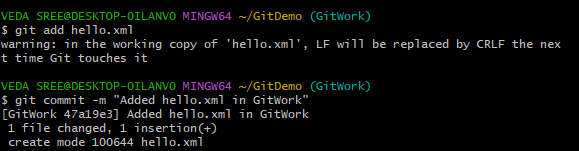 VEDA SREE@DESKTOP-OILANVO MINGW64 ~/GitDemo (GitWork)
$ git add hello.xml
warning: in the working copy of 'hello.xml', LF will be replaced by CRLF the nex
t time Git touches it
VEDA SREE@DESKTOP-OILANVO MINGW64 ~/GitDemo (GitWork)
$ git commit -m "Added hello.xml in GitWork"
[GitWork 47a19e3] Added hello.xml in GitWork
1 file changed, 1 insertion(+)
create mode 100644 hello.xml